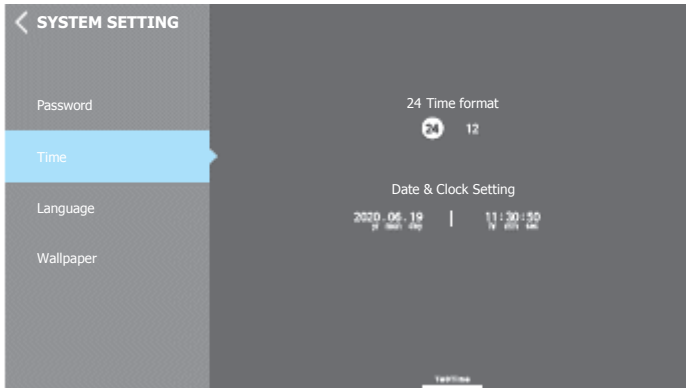 SYSTEM SETTING
Password
Time
Language
Wallpaper
24 Time format
24 12
Date & Clock Setting
2020.06.19 | 11:30:50